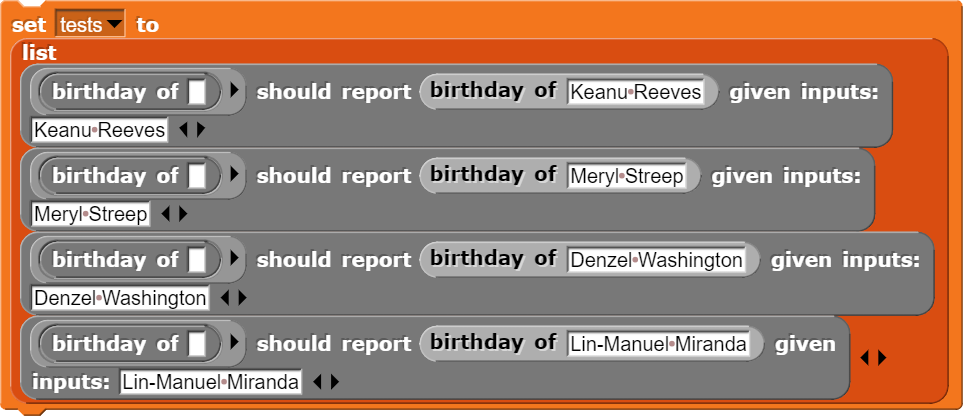 set tests to
list
birthday of should report birthday of Keanu Reeves given inputs:
Keanu Reeves
birthday of should report birthday of Meryl Streep given inputs:
Meryl Streep
birthday of should report birthday of Denzel Washington given inputs:
Denzel Washington
birthday of should report birthday of Lin-Manuel Miranda given
inputs: Lin-Manuel Miranda